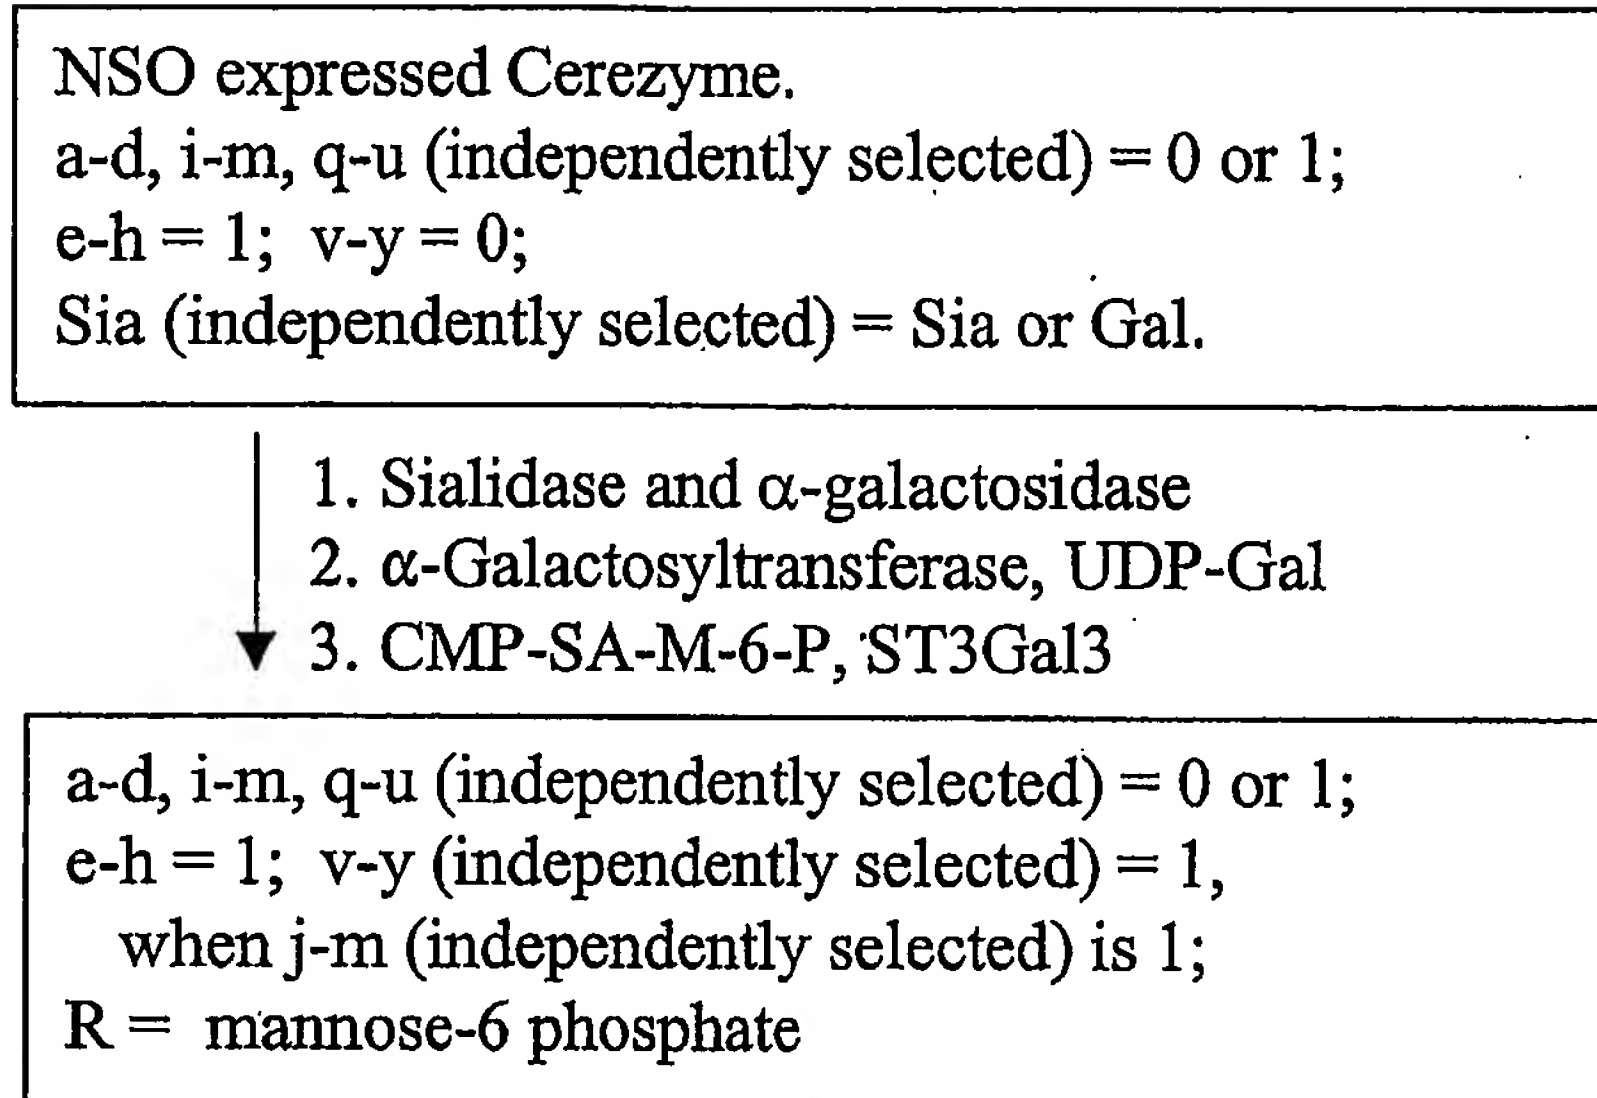 NSO expressed Cerezyme.
a-d, i-m, q-u (independently selected) = 0 or 1;
e-h = 1; v-y = 0;
Sia (independently selected) = Sia or Gal.
1. Sialidase and α-galactosidase
2. α-Galactosyltransferase, UDP-Gal
3. CMP-SA-M-6-P, ST3Gal3
a-d, i-m, q-u (independently selected) = 0 or 1;
e-h = 1; v-y (independently selected) = 1,
when j-m (independently selected) is 1;
R = mannose-6 phosphate